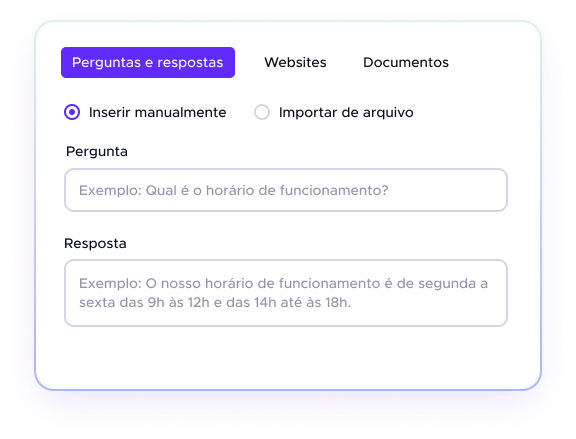 Perguntas e respostas Websites Documentos
Inserir manualmente Importar de arquivo
Pergunta
Exemplo: Qual é o horário de funcionamento?
Resposta
Exemplo: O nosso horário de funcionamento é de segunda a
sexta das 9h às 12h e das 14h até às 18h.